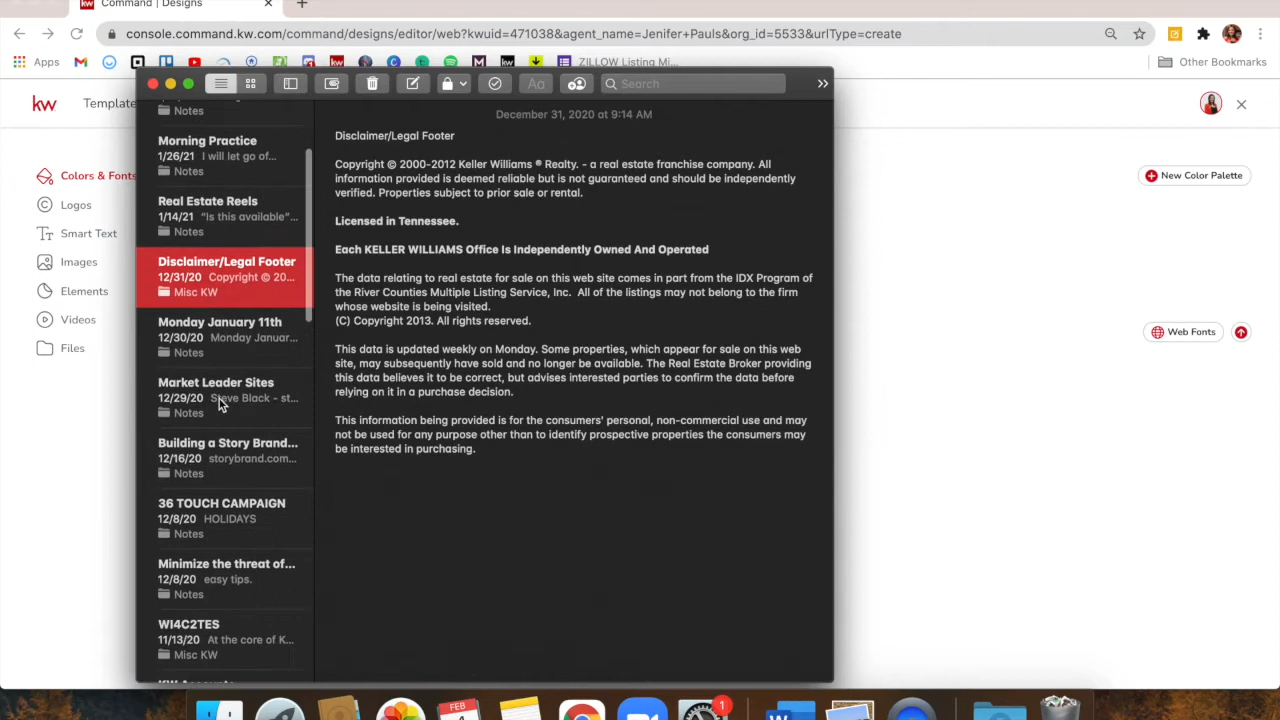 Command | Designs
console.command.kw.com/command/designs/editor/web?kwuid=471038&agent_name=Jenifer+Pauls&org_id=5533&urlType=create
Apps
kw
kw
ZILLOW Listing Mi...
Other Bookmarks
kw
Template
Colors & Fonts
Logos
Smart Text
Images
Elements
Videos
Files
New Color Palette
Web Fonts
Aa
Search
Notes
Morning Practice
1/26/21 I will let go of...
Notes
Real Estate Reels
1/14/21 “Is this available”...
Notes
Disclaimer/Legal Footer
12/31/20 Copyright © 20...
Misc KW
Monday January 11th
12/30/20 Monday Januar...
Notes
Market Leader Sites
12/29/20 Steve Black - st...
Notes
Building a Story Brand...
12/16/20 storybrand.com...
Notes
36 TOUCH CAMPAIGN
12/8/20 HOLIDAYS
Notes
Minimize the threat of...
12/8/20 easy tips.
Notes
WI4C2TES
11/13/20 At the core of K...
Misc KW
December 31, 2020 at 9:14 AM
Disclaimer/Legal Footer
Copyright © 2000-2012 Keller Williams ® Realty. - a real estate franchise company. All
information provided is deemed reliable but is not guaranteed and should be independently
verified. Properties subject to prior sale or rental.
Licensed in Tennessee.
Each KELLER WILLIAMS Office Is Independently Owned And Operated
The data relating to real estate for sale on this web site comes in part from the IDX Program of
the River Counties Multiple Listing Service, Inc. All of the listings may not belong to the firm
whose website is being visited.
(C) Copyright 2013. All rights reserved.
This data is updated weekly on Monday. Some properties, which appear for sale on this web
site, may subsequently have sold and no longer be available. The Real Estate Broker providing
this data believes it to be correct, but advises interested parties to confirm the data before
relying on it in a purchase decision.
This information being provided is for the consumers' personal, non-commercial use and may
not be used for any purpose other than to identify prospective properties the consumers may
be interested in purchasing.
FEB
1